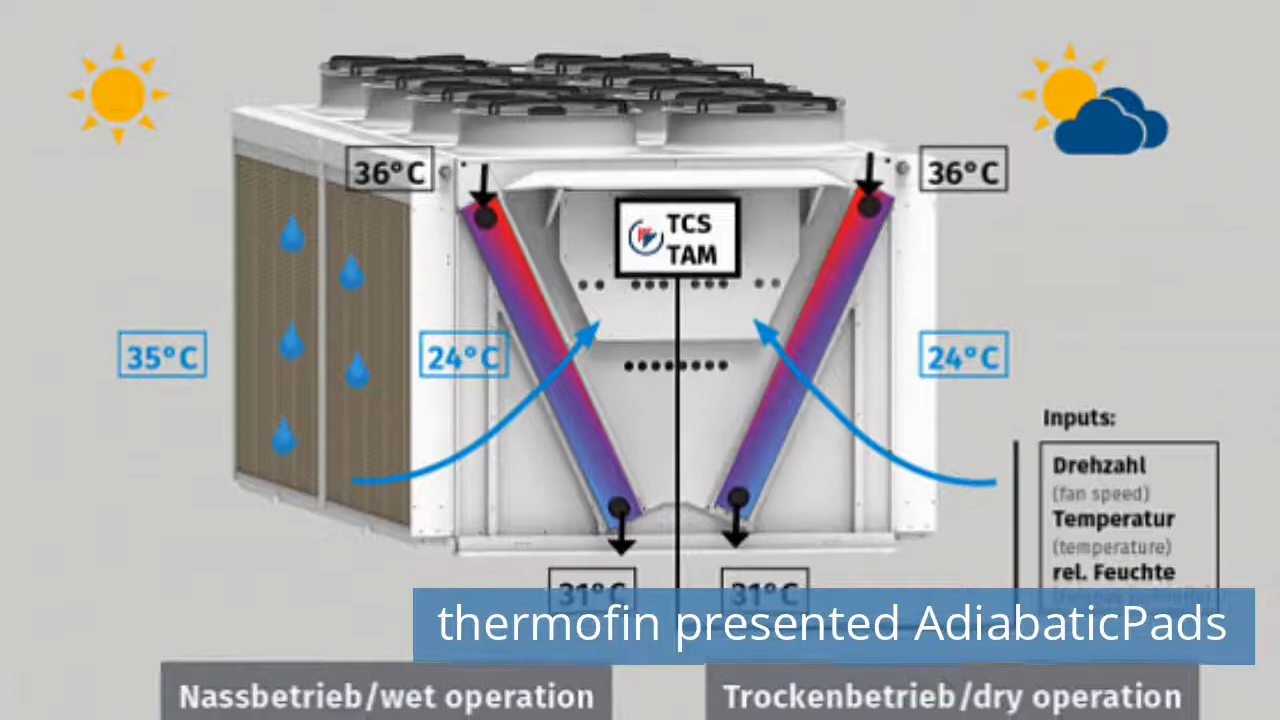 36°C
36°C
TCS
TAM
35°C
24°C
24°C
Inputs:
Drehzahl
(fan speed)
Temperatur
(temperature)
rel. Feuchte
31°C
31°C
thermofin presented AdiabaticPads
Nassbetrieb/wet operation
Trockenbetrieb/dry operation